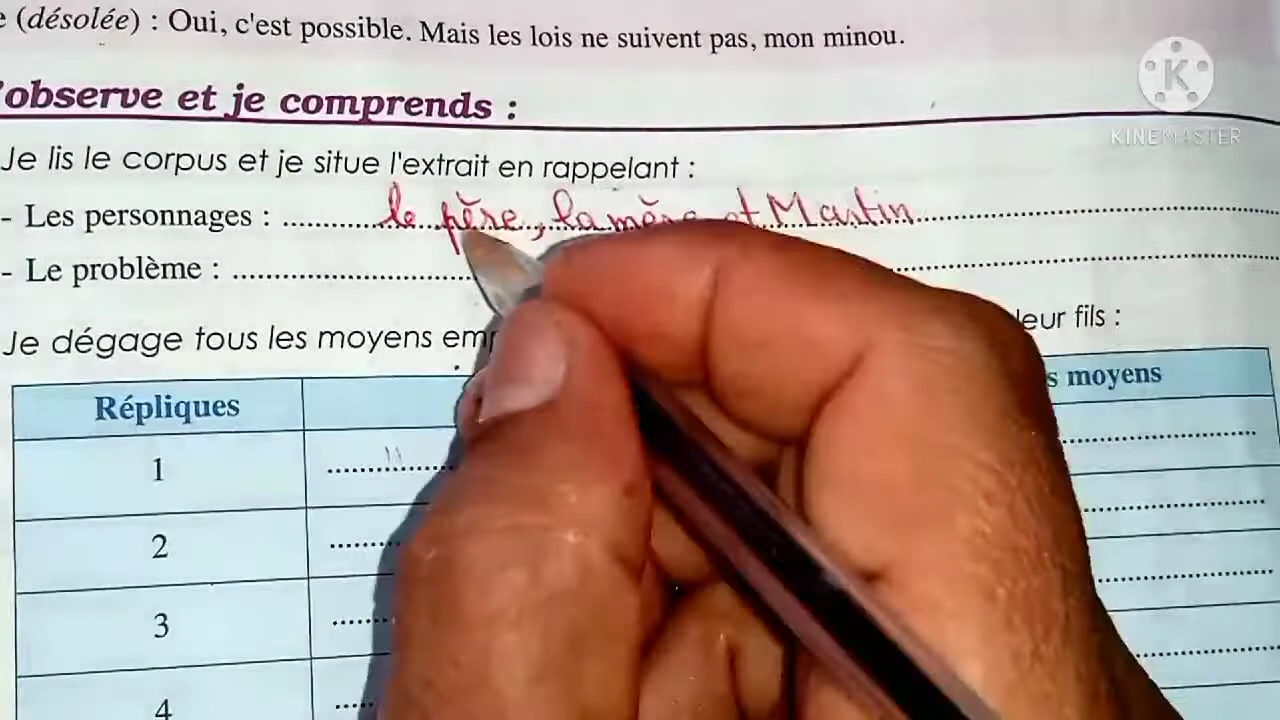 e (désolée) : Oui, c'est possible. Mais les lois ne suivent pas, mon minou.
K
KINEMASTER
'observe et je comprends :
Je lis le corpus et je situe l'extrait en rappelant :
- Les personnages : le père, la mère et Martin
- Le problème :
Je dégage tous les moyens leur fils :
Répliques moyens
1
2
3
4